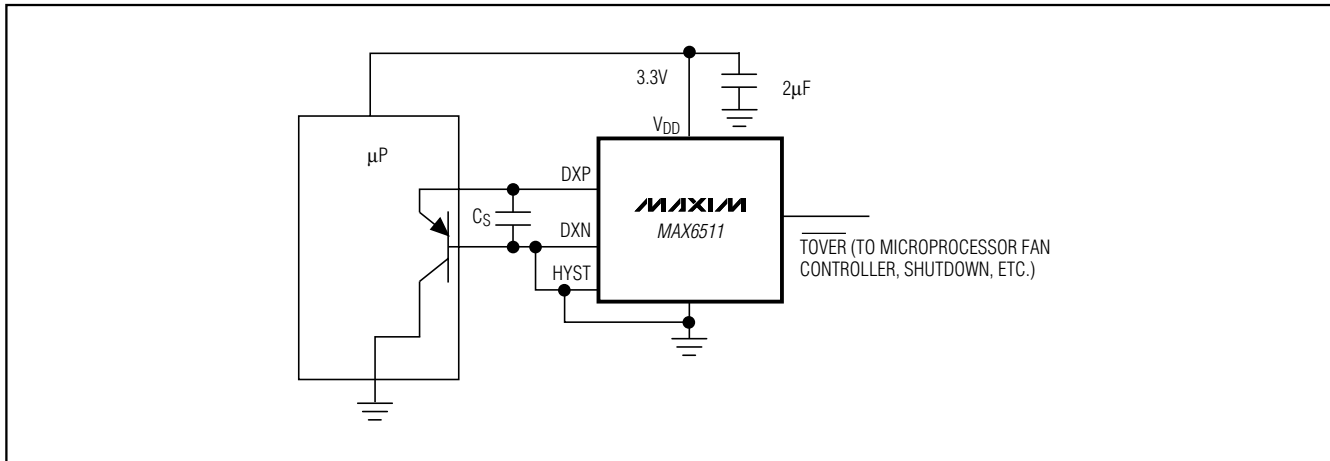 3.3V
2µF
VDD
µP
DXP
MAXIM
MAX6511
CS
DXN
TOVER (TO MICROPROCESSOR FAN
CONTROLLER, SHUTDOWN, ETC.)
HYST